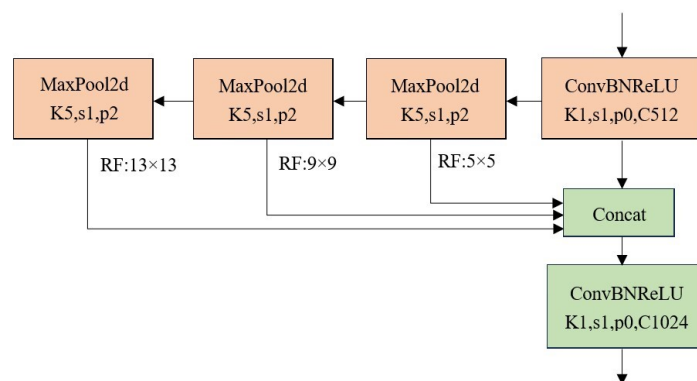 MaxPool2d
K5,s1,p2
MaxPool2d
K5,s1,p2
MaxPool2d
K5,s1,p2
ConvBNReLU
K1,s1,p0,C512
RF:13×13
RF:9×9
RF:5×5
Concat
ConvBNReLU
K1,s1,p0,C1024